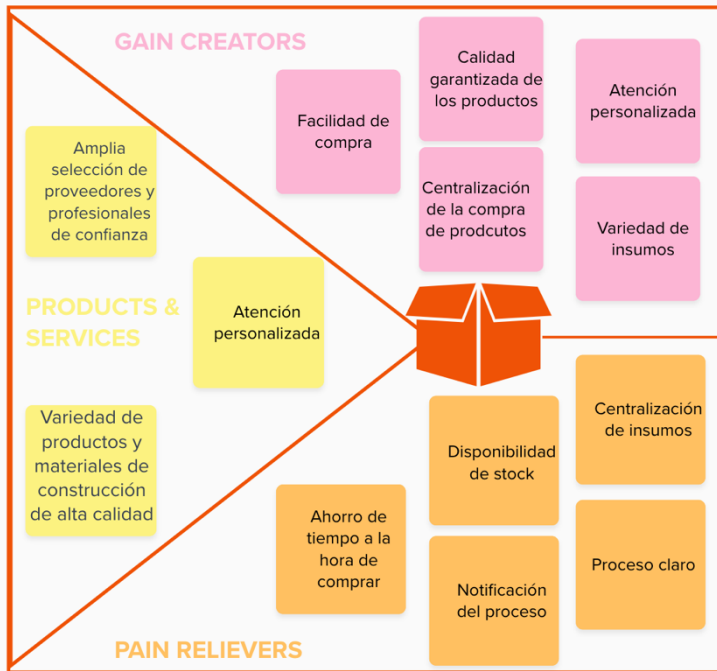 GAIN CREATORS
Facilidad de
compra
Calidad
garantizada de
los productos
Atención
personalizada
Centralización
de la compra
de prodcutos
Variedad de
insumos
Amplia
selección de
proveedores y
profesionales
de confianza
PRODUCTS &
SERVICES
Atención
personalizada
Variedad de
productos y
materiales de
construcción
de alta calidad
Centralización
de insumos
Disponibilidad
de stock
Ahorro de
tiempo a la
hora de
comprar
Notificación
del proceso
Proceso claro
PAIN RELIEVERS